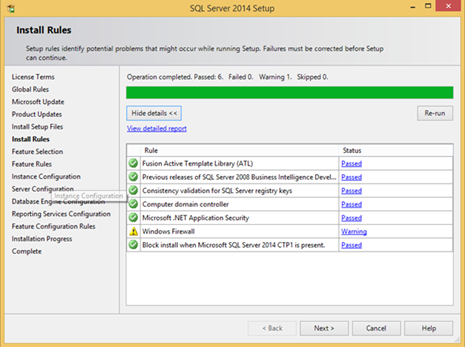 SQL Server 2014 Setup
Install Rules
Setup rules identify potential problems that might occur while running Setup. Failures must be corrected before Setup
can continue.
License Terms
Global Rules
Microsoft Update
Product Updates
Install Setup Files
Install Rules
Feature Selection
Feature Rules
Instance Configuration
Server Configuration
Instance Configuration
Database Engine Configuration
Reporting Services Configuration
Feature Configuration Rules
Installation Progress
Complete
Operation completed. Passed: 6. Failed 0. Warning 1. Skipped 0.
Hide details <<
Re-run
View detailed report
Rule Status
Fusion Active Template Library (ATL) Passed
Previous releases of SQL Server 2008 Business Intelligence Devel... Passed
Consistency validation for SQL Server registry keys Passed
Computer domain controller Passed
Microsoft .NET Application Security Passed
Windows Firewall Warning
Block install when Microsoft SQL Server 2014 CTP1 is present. Passed
< Back Next > Cancel Help